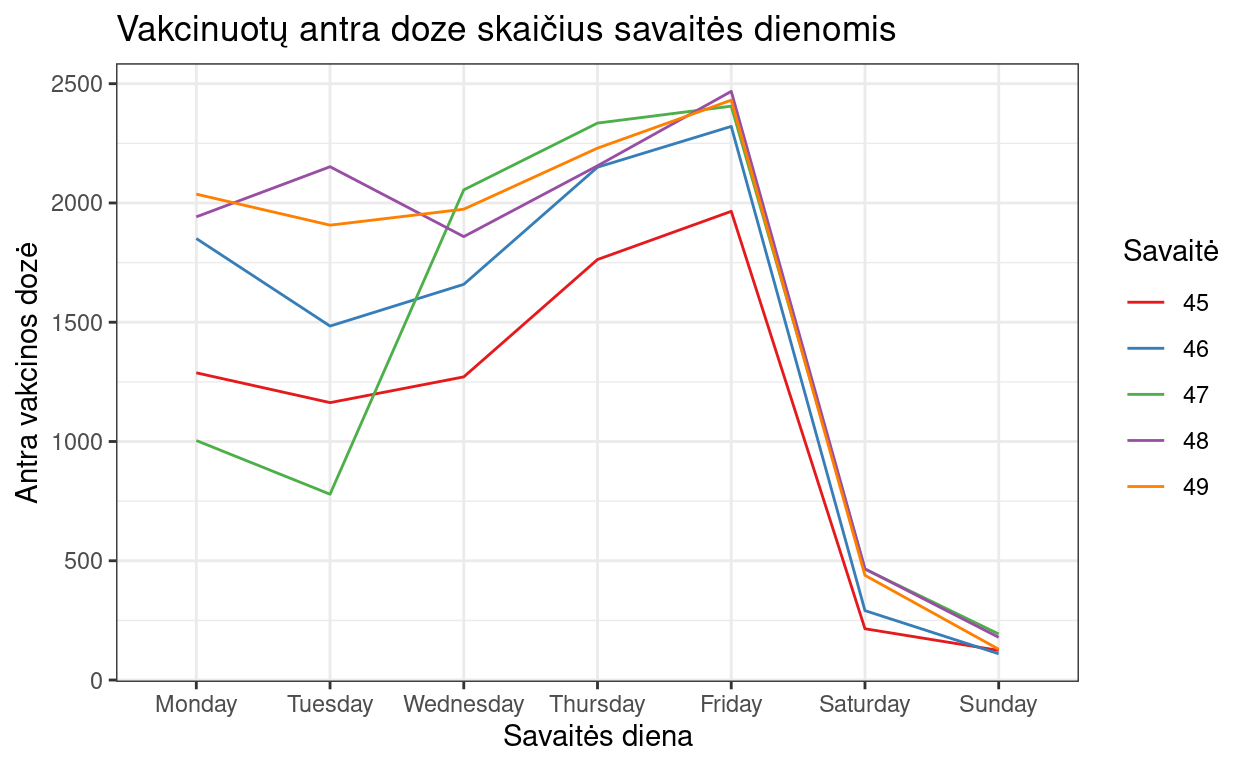 Vakcinuotų antra doze skaičius savaitės dienomis
Antra vakcinos dozė
2500
2000
1500
1000
500
0
Monday Tuesday Wednesday Thursday Friday Saturday Sunday
Savaitės diena
Savaitė
45
46
47
48
49